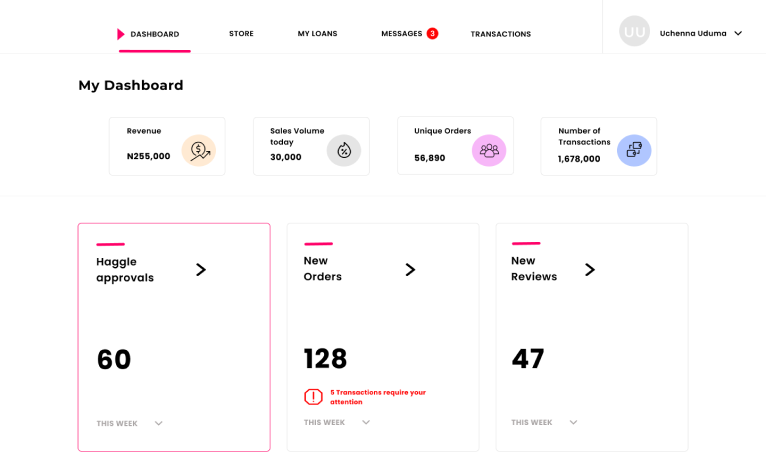 DASHBOARD
STORE
MY LOANS
MESSAGES 3
TRANSACTIONS
UU
Uchenna Uduma
My Dashboard
Revenue
N255,000
Sales Volume
today
30,000
Unique Orders
56,890
Number of
Transactions
1,678,000
Haggle
approvals
60
THIS WEEK
New
Orders
128
5 Transactions require your
attention
THIS WEEK
New
Reviews
47
THIS WEEK